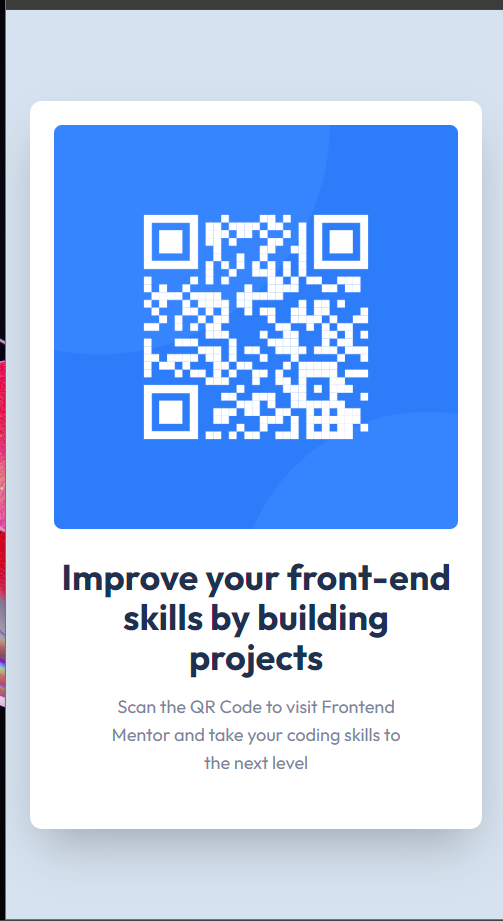 Improve your front-end
skills by building
projects
Scan the QR Code to visit Frontend
Mentor and take your coding skills to
the next level